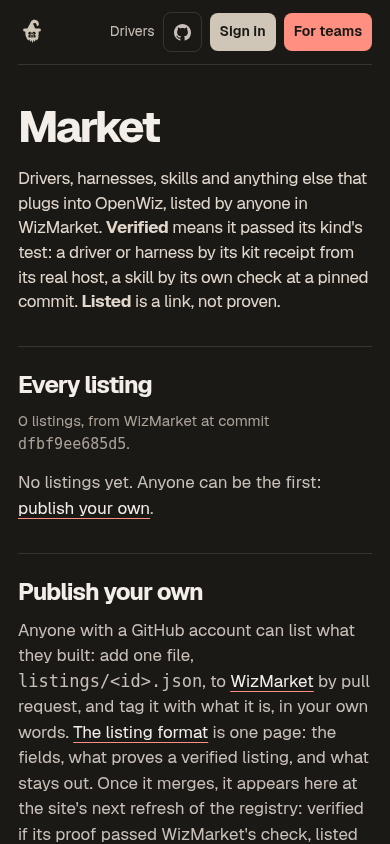 Drivers
Sign in
For teams
Market
Drivers, harnesses, skills and anything else that
plugs into OpenWiz, listed by anyone in
WizMarket. Verified means it passed its kind's
test: a driver or harness by its kit receipt from
its real host, a skill by its own check at a pinned
commit. Listed is a link, not proven.
Every listing
0 listings, from WizMarket at commit
dfbf9ee685d5.
No listings yet. Anyone can be the first:
publish your own.
Publish your own
Anyone with a GitHub account can list what
they built: add one file,
listings/<id>.json, to WizMarket by pull
request, and tag it with what it is, in your own
words. The listing format is one page: the
fields, what proves a verified listing, and what
stays out. Once it merges, it appears here at
the site's next refresh of the registry: verified
if its proof passed WizMarket's check, listed